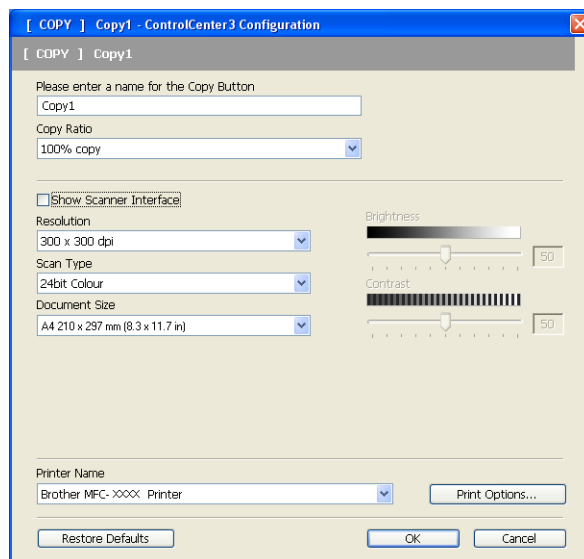 [ COPY ] Copy1 - ControlCenter3 Configuration
[ COPY ] Copy1
Please enter a name for the Copy Button
Copy1
Copy Ratio
100% copy
Show Scanner Interface
Resolution
300 x 300 dpi
Scan Type
24bit Colour
Document Size
A4 210 x 297 mm (8.3 x 11.7 in)
Brightness
50
Contrast
50
Printer Name
Brother MFC- XXXX Printer
Print Options...
Restore Defaults
OK
Cancel